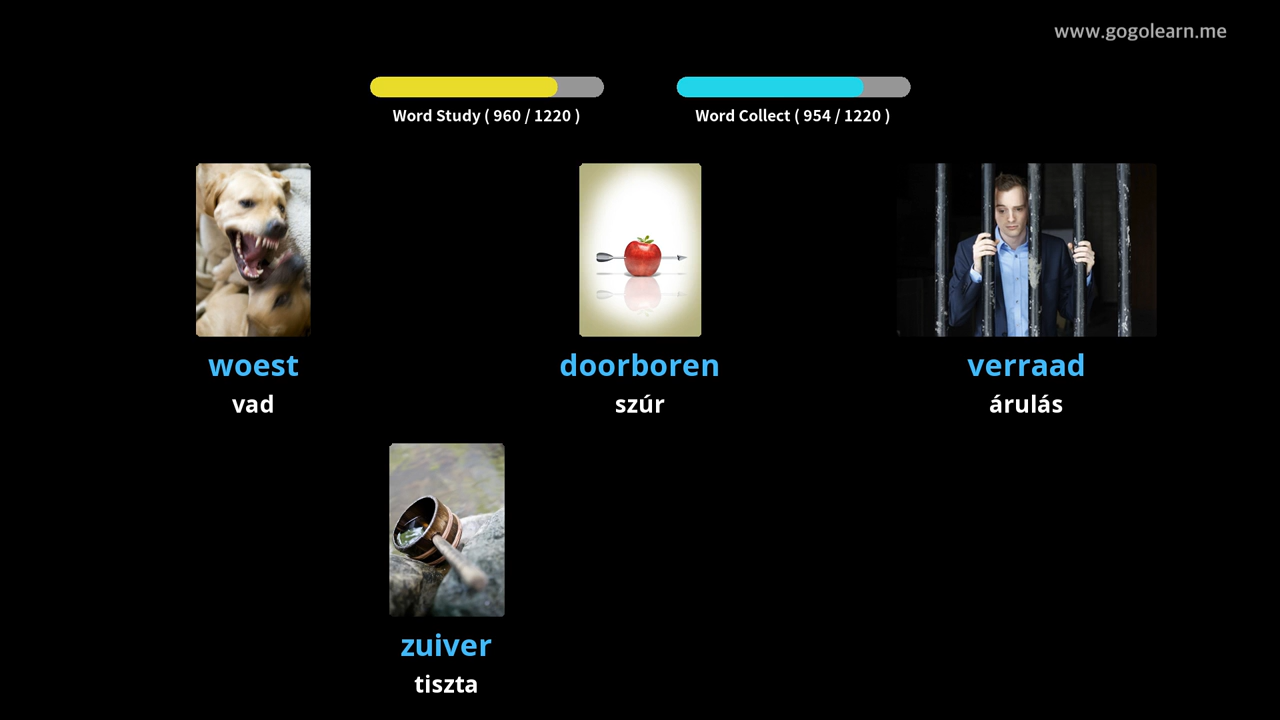 www.gogolearn.me
Word Study ( 960 / 1220 )
Word Collect ( 954 / 1220 )
woest
vad
doorboren
szúr
verraad
árulás
zuiver
tiszta